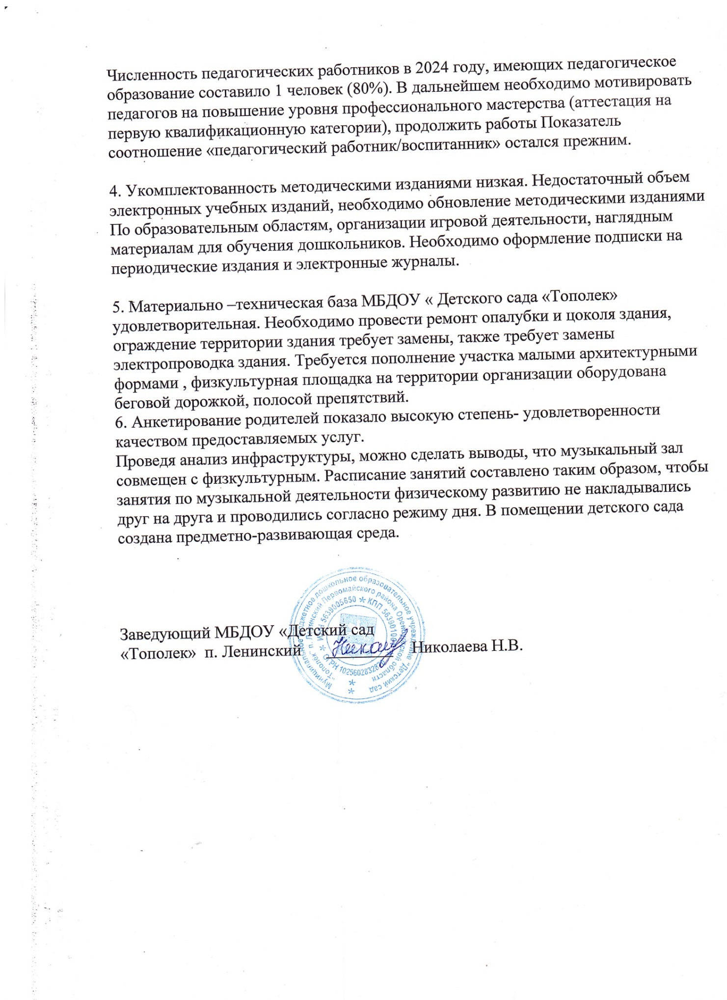 Численность педагогических работников в 2024 году, имеющих педагогическое
образование составило 1 человек (80%). В дальнейшем необходимо мотивировать
педагогов на повышение уровня профессионального мастерства (аттестация на
первую квалификационную категории), продолжить работы Показатель
соотношение «педагогический работник/воспитанник» остался прежним.
4. Укомплектованность методическими изданиями низкая. Недостаточный объем
электронных учебных изданий, необходимо обновление методическими изданиями
По образовательным областям, организации игровой деятельности, наглядным
материалам для обучения дошкольников. Необходимо оформление подписки на
периодические издания и электронные журналы.
5. Материально –техническая база МБДОУ « Детского сада «Тополек»
удовлетворительная. Необходимо провести ремонт опалубки и цоколя здания,
ограждение территории здания требует замены, также требует замены
электропроводка здания. Требуется пополнение участка малыми архитектурными
формами , физкультурная площадка на территории организации оборудована
беговой дорожкой, полосой препятствий.
6. Анкетирование родителей показало высокую степень- удовлетворенности
качеством предоставляемых услуг.
Проведя анализ инфраструктуры, можно сделать выводы, что музыкальный зал
совмещен с физкультурным. Расписание занятий составлено таким образом, чтобы
занятия по музыкальной деятельности физическому развитию не накладывались
друг на друга и проводились согласно режиму дня. В помещении детского сада
создана предметно-развивающая среда.
Заведующий МБДОУ «Детский сад
«Тополек» п. Ленинский Николаева Н.В.
Муниципальное бюджетное дошкольное образовательное учреждение "Детский сад
"Тополек" п. Ленинский Первомайского района Оренбургской области
ИНН 5639005650 * КПП
ОГРН